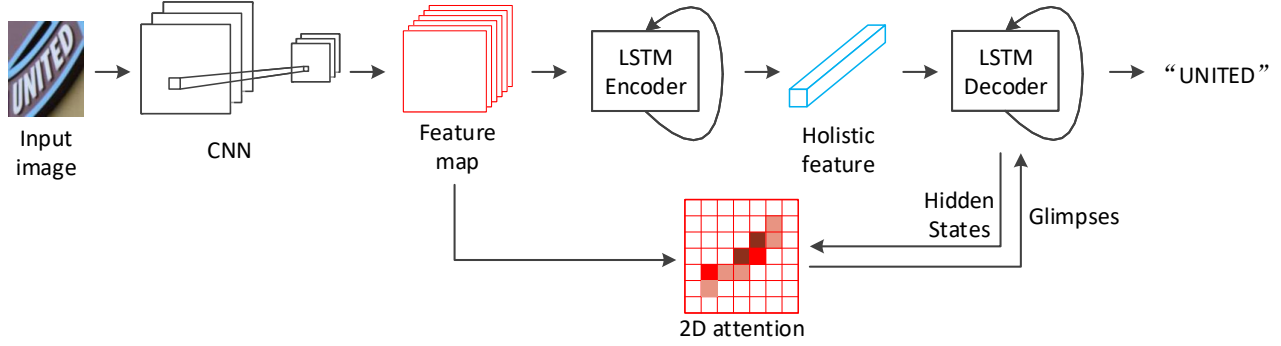 UNITED
Input
image
CNN
Feature
map
LSTM
Encoder
Holistic
feature
LSTM
Decoder
“UNITED”
Hidden
States
Glimpses
2D attention